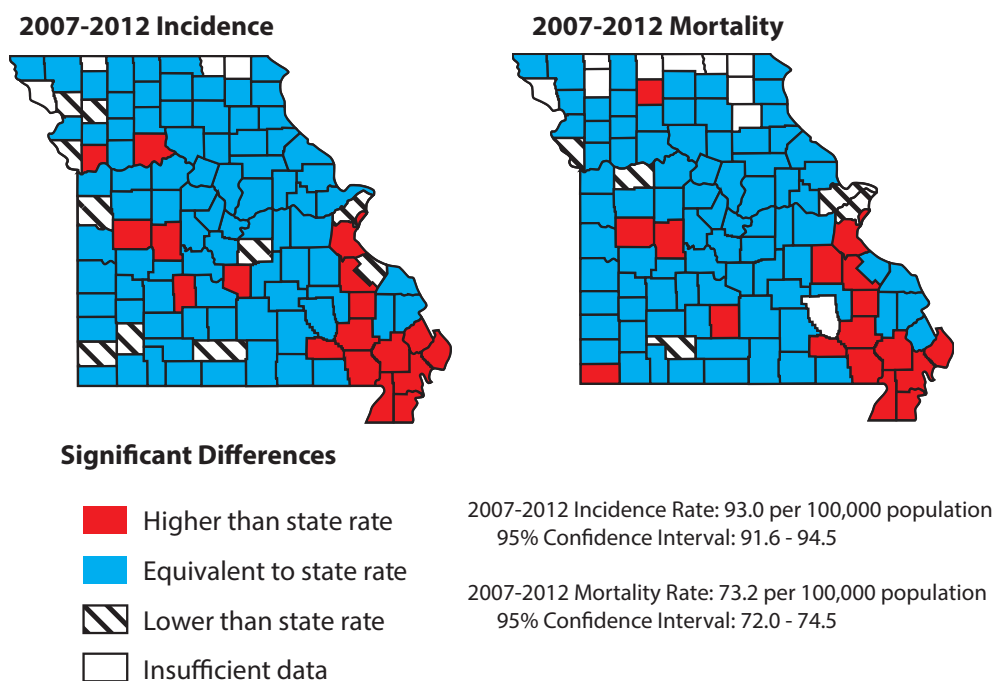 2007-2012 Incidence
2007-2012 Mortality
Significant Differences
Higher than state rate
Equivalent to state rate
Lower than state rate
Insufficient data
2007-2012 Incidence Rate: 93.0 per 100,000 population
95% Confidence Interval: 91.6 - 94.5
2007-2012 Mortality Rate: 73.2 per 100,000 population
95% Confidence Interval: 72.0 - 74.5